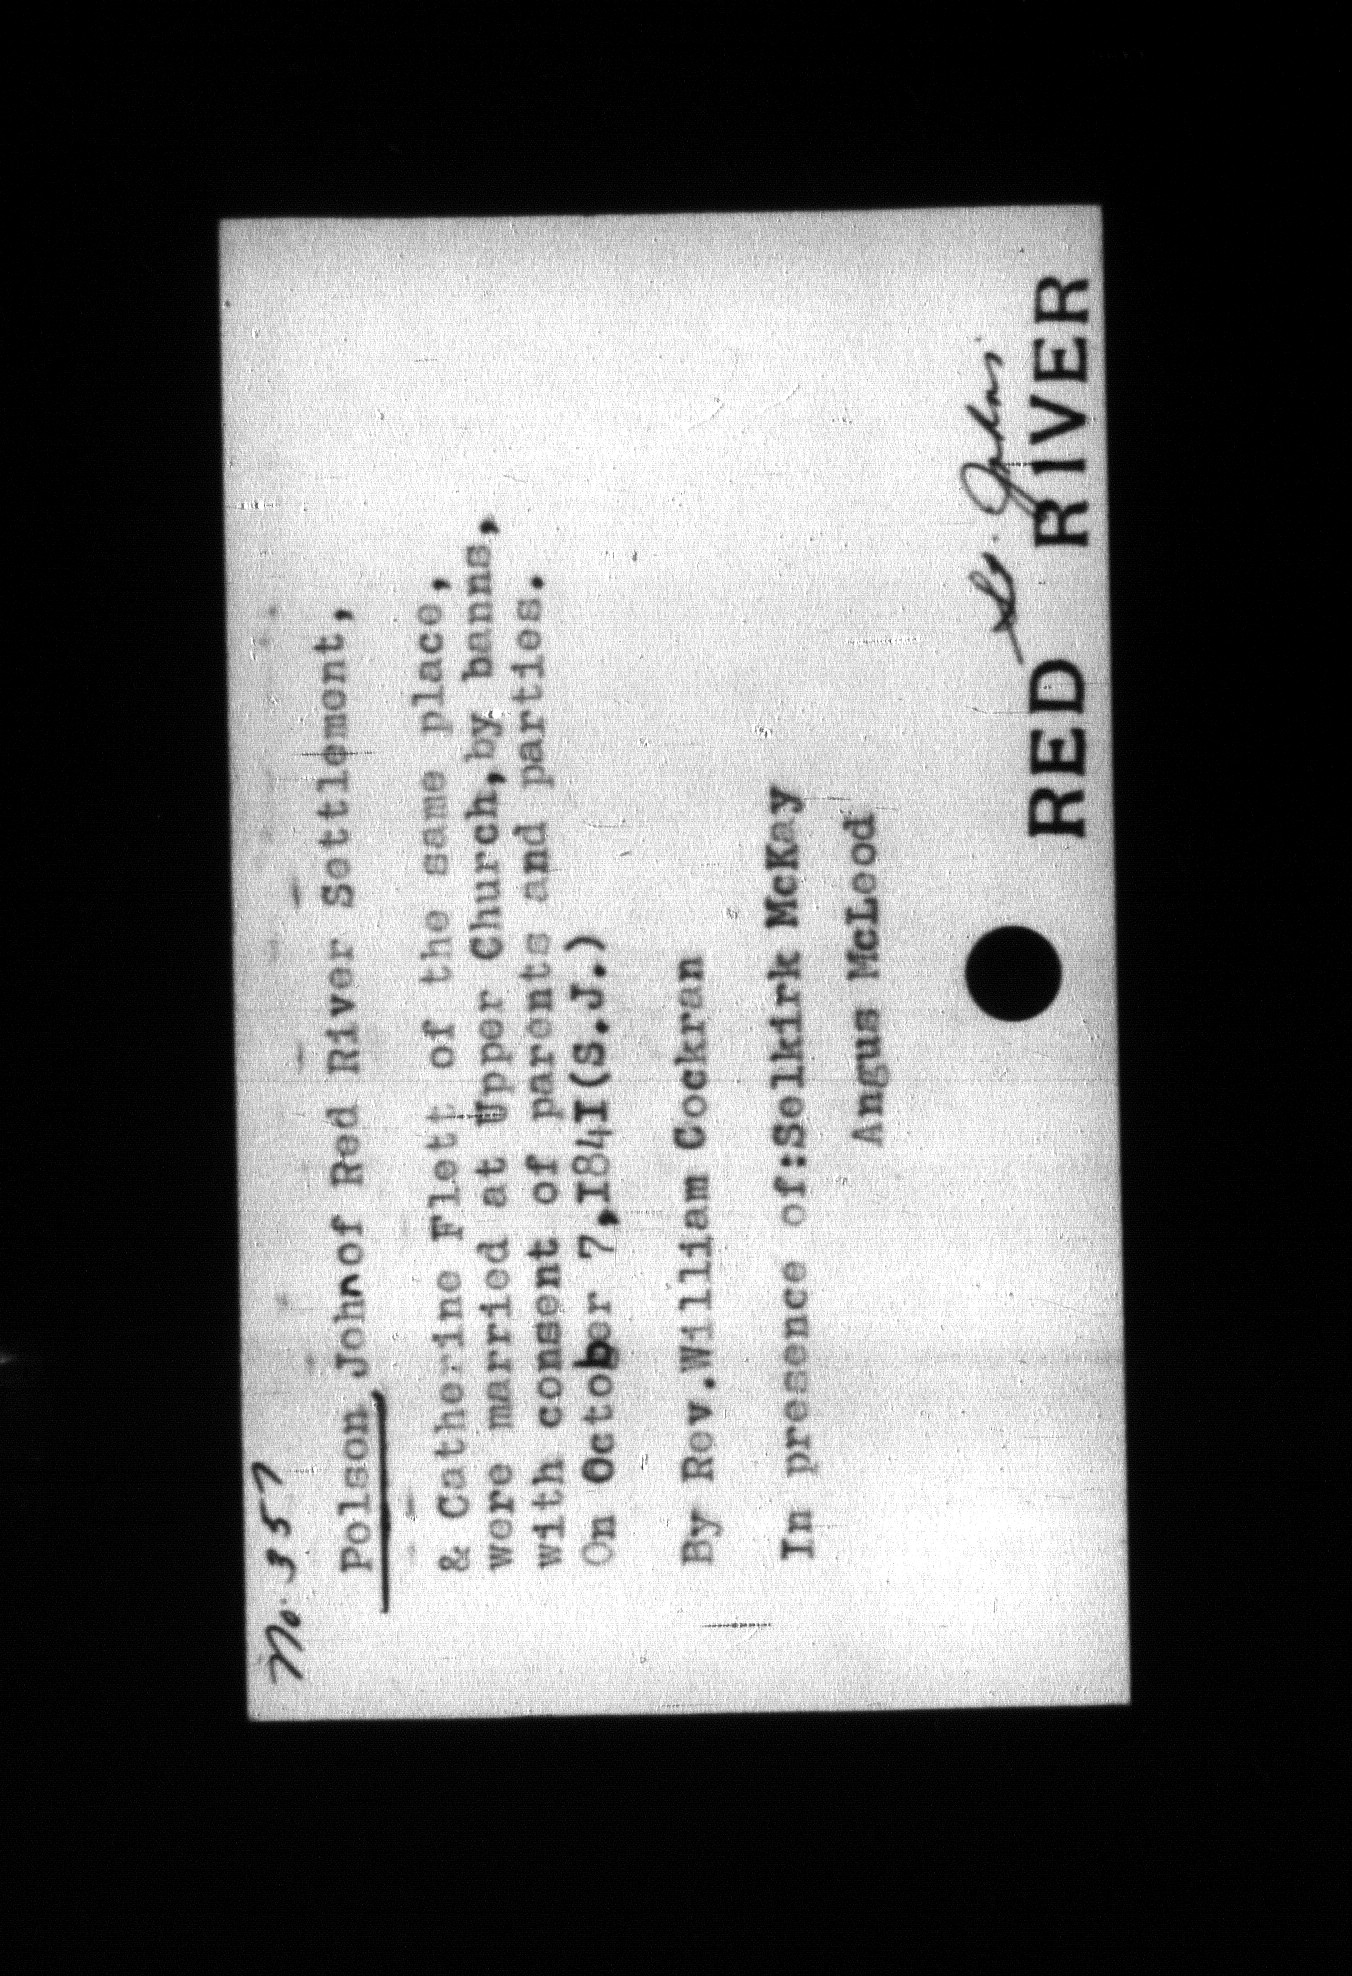 No. 357
Polson, John of Red River Settlement,
& Catherine Flett of the same place,
were married at Upper Church, by banns,
with consent of parents and parties.
On October 7, 1841 (S.J.)
By Rev. William Cockran
In presence of: Selkirk McKay
Angus McLeod
St. Johns
RED RIVER